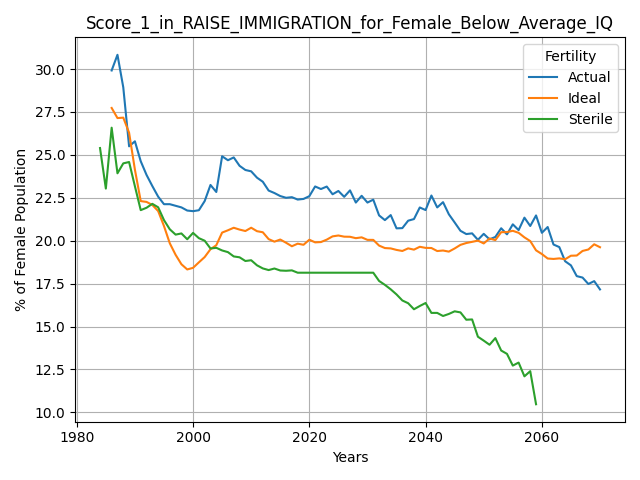 Score_1_in_RAISE_IMMIGRATION_for_Female_Below_Average_IQ
Fertility
Actual
Ideal
Sterile
% of Female Population
30.0
27.5
25.0
22.5
20.0
17.5
15.0
12.5
10.0
1980
2000
2020
2040
2060
Years